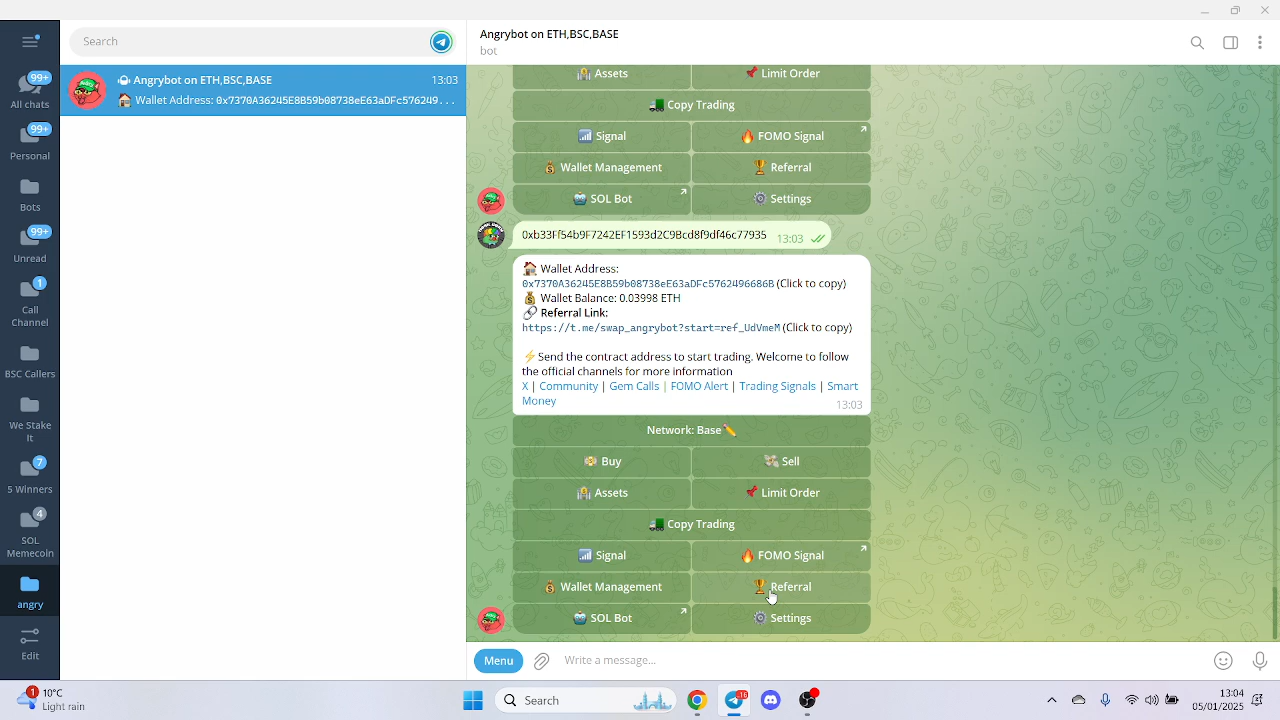 Search
Angrybot on ETH,BSC,BASE
13:03
Wallet Address: 0x7370A36245E8B59b08738eE63aDFc576249...
99+
All chats
99+
Personal
Bots
99+
Unread
1
Call
Channel
BSC Callers
We Stake
It
7
5 Winners
4
SOL
Memecoin
angry
Edit
Angrybot on ETH,BSC,BASE
bot
Assets
Limit Order
Copy Trading
Signal
FOMO Signal
Wallet Management
Referral
SOL Bot
Settings
0xb33Ff54b9F7242EF1593d2C9Bcd8f9df46c77935 13:03
Wallet Address:
0x7370A36245E8B59b08738eE63aDFc5762496686B (Click to copy)
Wallet Balance: 0.03998 ETH
Referral Link:
https://t.me/swap_angrybot?start=ref_UdVmeM (Click to copy)
Send the contract address to start trading. Welcome to follow
the official channels for more information
X | Community | Gem Calls | FOMO Alert | Trading Signals | Smart
Money
13:03
Network: Base
Buy
Sell
Assets
Limit Order
Copy Trading
Signal
FOMO Signal
Wallet Management
Referral
SOL Bot
Settings
Menu
Write a message...
1
10°C
Light rain
Search
13:04
05/01/2025